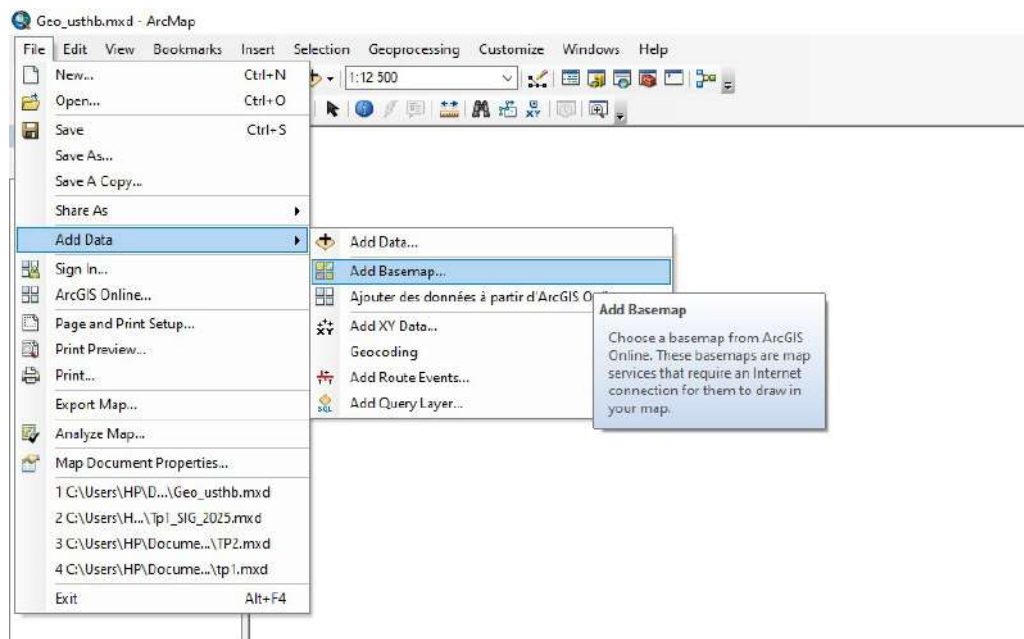 Geo_usthb.mxd - ArcMap
File Edit View Bookmarks Insert Selection Geoprocessing Customize Windows Help
New... Ctrl+N
1:12 500
Open... Ctrl+O
Save Ctrl+S
Save As...
Save A Copy...
Share As
Add Data
Sign In...
ArcGIS Online...
Page and Print Setup...
Print Preview...
Print...
Export Map...
Analyze Map...
Map Document Properties...
1 C:\Users\HP\D...\Geo_usthb.mxd
2 C:\Users\H...\Tp1_SIG_2025.mxd
3 C:\Users\HP\Docume...\TP2.mxd
4 C:\Users\HP\Docume...\tp1.mxd
Exit Alt+F4
Add Data...
Add Basemap...
Ajouter des données à partir d'ArcGIS
Add XY Data...
Geocoding
Add Route Events...
Add Query Layer...
Add Basemap
Choose a basemap from ArcGIS
Online. These basemaps are map
services that require an Internet
connection for them to draw in
your map.